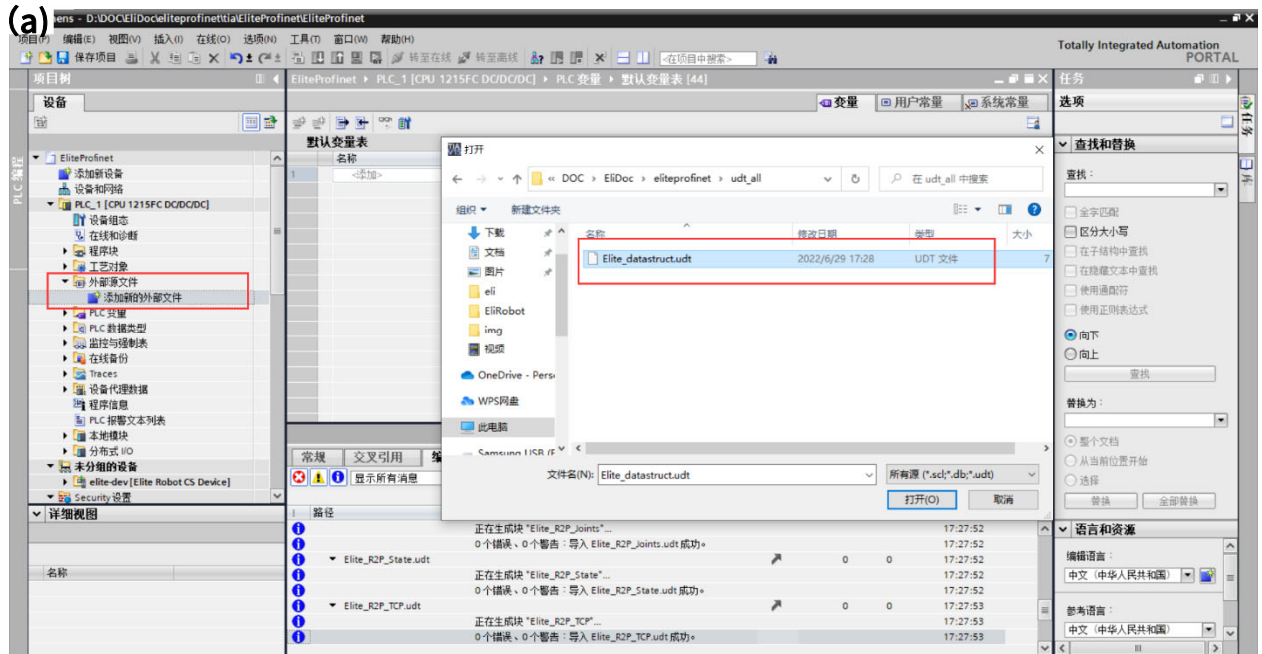 (a)
ens - D:\DOC\EliDoc\eliteprofinet\tia\EliteProfinet\EliteProfinet
项目(P) 编辑(E) 视图(V) 插入(I) 在线(O) 选项(N) 工具(T) 窗口(W) 帮助(H)
保存项目 转至在线 转至离线 <在项目中搜索>
Totally Integrated Automation
PORTAL
项目树
EliteProfinet ▸ PLC_1 [CPU 1215FC DC/DC/DC] ▸ PLC 变量 ▸ 默认变量表 [44]
任务
设备
变量 用户常量 系统常量
选项
默认变量表
名称
1 <添加>
EliteProfinet
添加新设备
设备和网络
PLC_1 [CPU 1215FC DC/DC/DC]
设备组态
在线和诊断
程序块
工艺对象
外部源文件
添加新的外部文件
PLC 变量
PLC 数据类型
监控与强制表
在线备份
Traces
设备代理数据
程序信息
PLC 报警文本列表
本地模块
分布式 I/O
未分组的设备
elite-dev [Elite Robot CS Device]
Security 设置
详细视图
名称
PLC 编程
打开
« DOC › EliDoc › eliteprofinet › udt_all
在 udt_all 中搜索
组织 新建文件夹
名称 修改日期 类型 大小
Elite_datastruct.udt 2022/6/29 17:28 UDT 文件 7
下载
文档
图片
eli
EliRobot
img
视频
OneDrive - Pers
WPS网盘
此电脑
Samsung USB (F
文件名(N): Elite_datastruct.udt 所有源 (*.scl;*.db;*.udt)
打开(O) 取消
常规 交叉引用 编
显示所有消息
! 路径
正在生成块 "Elite_R2P_Joints"... 17:27:52
0 个错误、0 个警告：导入 Elite_R2P_Joints.udt 成功。 17:27:52
Elite_R2P_State.udt 0 0 17:27:52
正在生成块 "Elite_R2P_State"... 17:27:52
0 个错误、0 个警告：导入 Elite_R2P_State.udt 成功。 17:27:52
Elite_R2P_TCP.udt 0 0 17:27:53
正在生成块 "Elite_R2P_TCP"... 17:27:53
0 个错误、0 个警告：导入 Elite_R2P_TCP.udt 成功。 17:27:53
查找和替换
查找：
全字匹配
区分大小写
在子结构中查找
在隐藏文本中查找
使用通配符
使用正则表达式
向下
向上
查找
替换为：
整个文档
从当前位置开始
选择
替换 全部替换
语言和资源
编辑语言：
中文（中华人民共和国）
参考语言：
中文（中华人民共和国）
任务